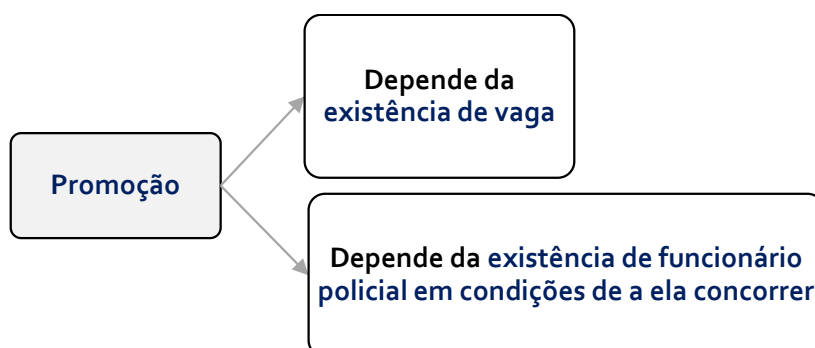 Depende da
existência de vaga
Promoção
Depende da existência de funcionário
policial em condições de a ela concorrer